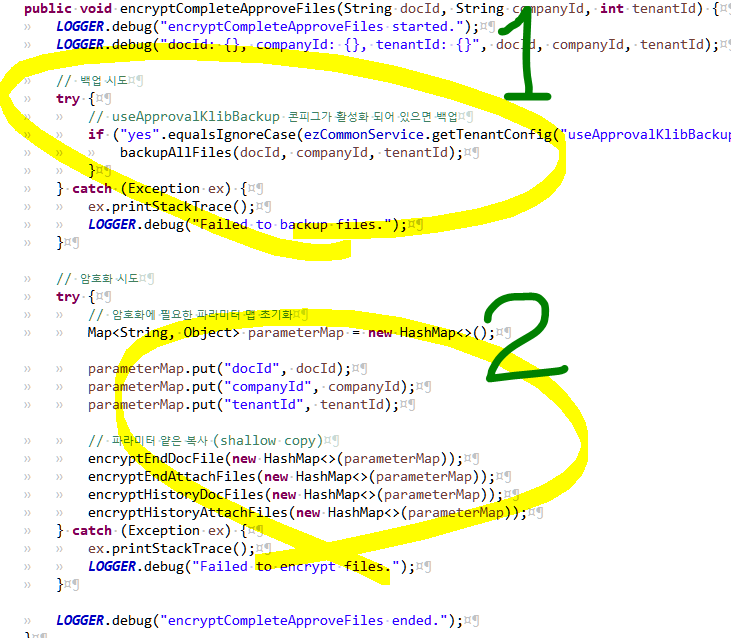 public void encryptCompleteApproveFiles(String docId, String companyId, int tenantId) {
LOGGER.debug("encryptCompleteApproveFiles started.");
LOGGER.debug("docId: {}, companyId: {}, tenantId: {}", docId, companyId, tenantId);
1
// 백업 시도
try {
// useApprovalKlibBackup 콘피그가 활성화 되어 있으면 백업
if ("yes".equalsIgnoreCase(ezCommonService.getTenantConfig("useApprovalKlibBackup
backupAllFiles(docId, companyId, tenantId);
}
} catch (Exception ex) {
ex.printStackTrace();
LOGGER.debug("Failed to backup files.");
}
// 암호화 시도
try {
// 암호화에 필요한 파라미터 맵 초기화
Map<String, Object> parameterMap = new HashMap<>();
2
parameterMap.put("docId", docId);
parameterMap.put("companyId", companyId);
parameterMap.put("tenantId", tenantId);
// 파라미터 얕은 복사 (shallow copy)
encryptEndDocFile(new HashMap<>(parameterMap));
encryptEndAttachFiles(new HashMap<>(parameterMap));
encryptHistoryDocFiles(new HashMap<>(parameterMap));
encryptHistoryAttachFiles(new HashMap<>(parameterMap));
} catch (Exception ex) {
ex.printStackTrace();
LOGGER.debug("Failed to encrypt files.");
}
LOGGER.debug("encryptCompleteApproveFiles ended.");
}